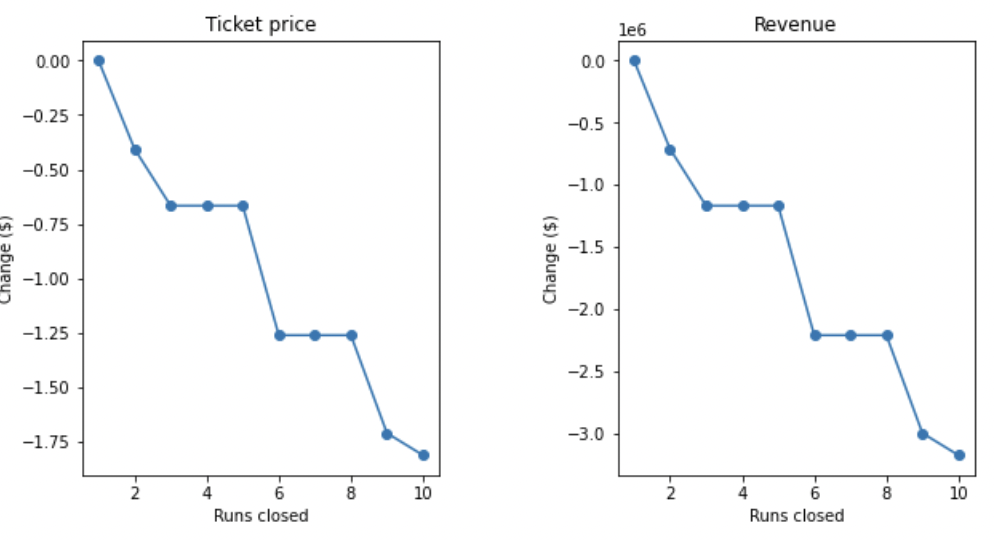 Ticket price
0.00
−0.25
−0.50
−0.75
−1.00
−1.25
−1.50
−1.75
Change ($)
2 4 6 8 10
Runs closed
Revenue
1e6
0.0
−0.5
−1.0
−1.5
−2.0
−2.5
−3.0
Change ($)
2 4 6 8 10
Runs closed